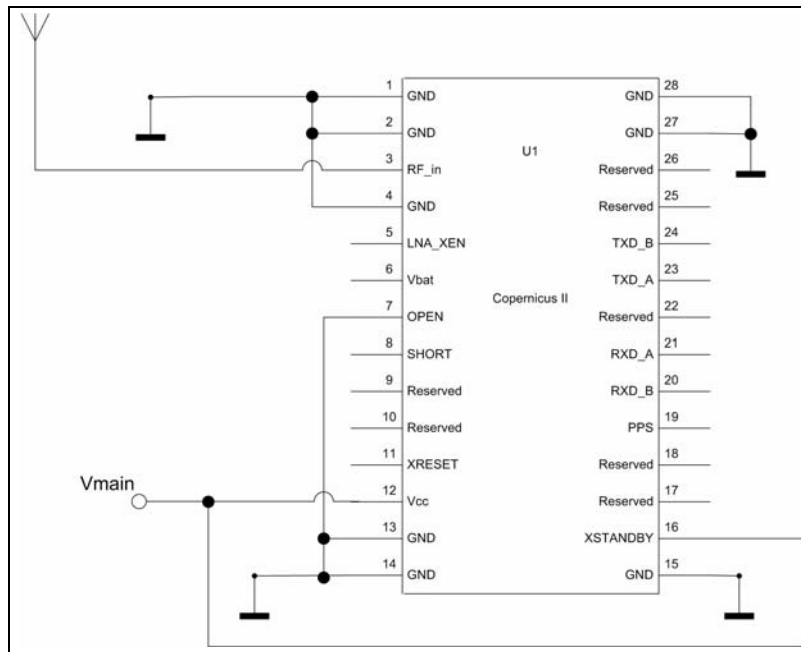 1 GND GND 28
2 GND GND 27
U1
3 RF_in Reserved 26
4 GND Reserved 25
5 LNA_XEN TXD_B 24
6 Vbat TXD_A 23
Copernicus II
7 OPEN Reserved 22
8 SHORT RXD_A 21
9 Reserved RXD_B 20
10 Reserved PPS 19
11 XRESET Reserved 18
Vmain
12 Vcc Reserved 17
13 GND XSTANDBY 16
14 GND GND 15